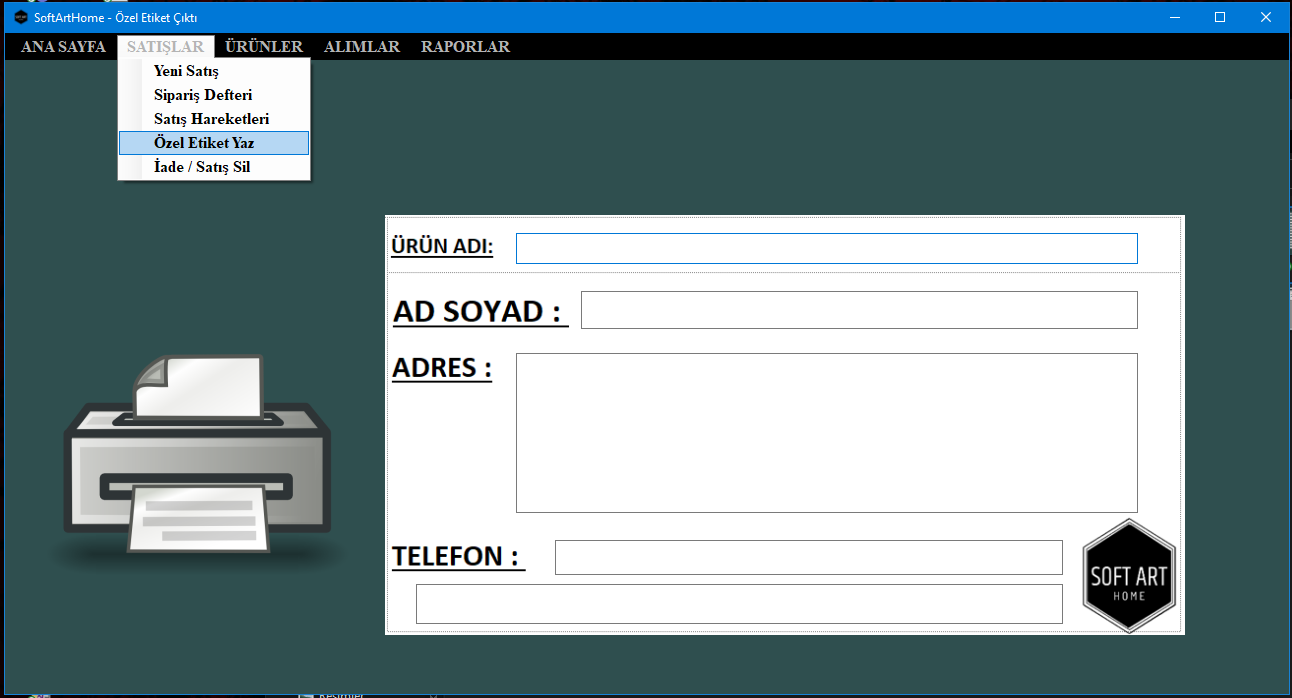 SoftArtHome - Özel Etiket Çıktı
ANA SAYFA SATIŞLAR ÜRÜNLER ALIMLAR RAPORLAR
Yeni Satış
Sipariş Defteri
Satış Hareketleri
Özel Etiket Yaz
İade / Satış Sil
ÜRÜN ADI:
AD SOYAD :
ADRES :
TELEFON :
SOFT ART
HOME
Resimler